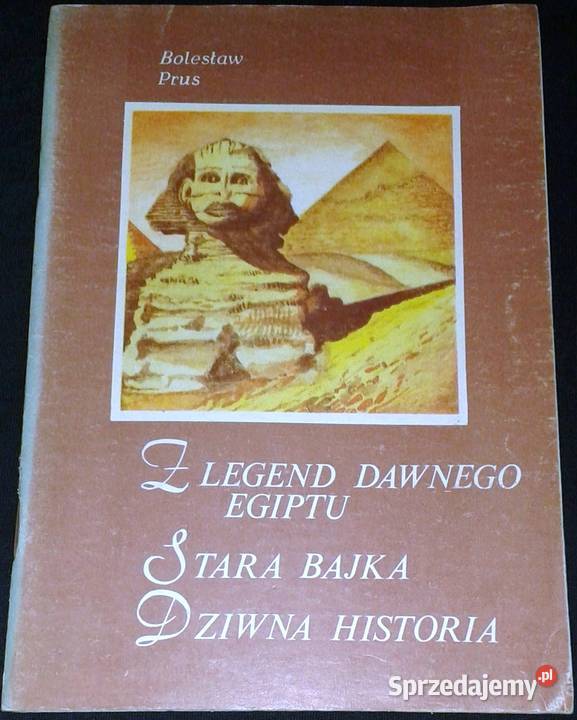 Bolesław
Prus
Z LEGEND DAWNEGO
EGIPTU
STARA BAJKA
DZIWNA HISTORIA
Sprzedajemy.pl